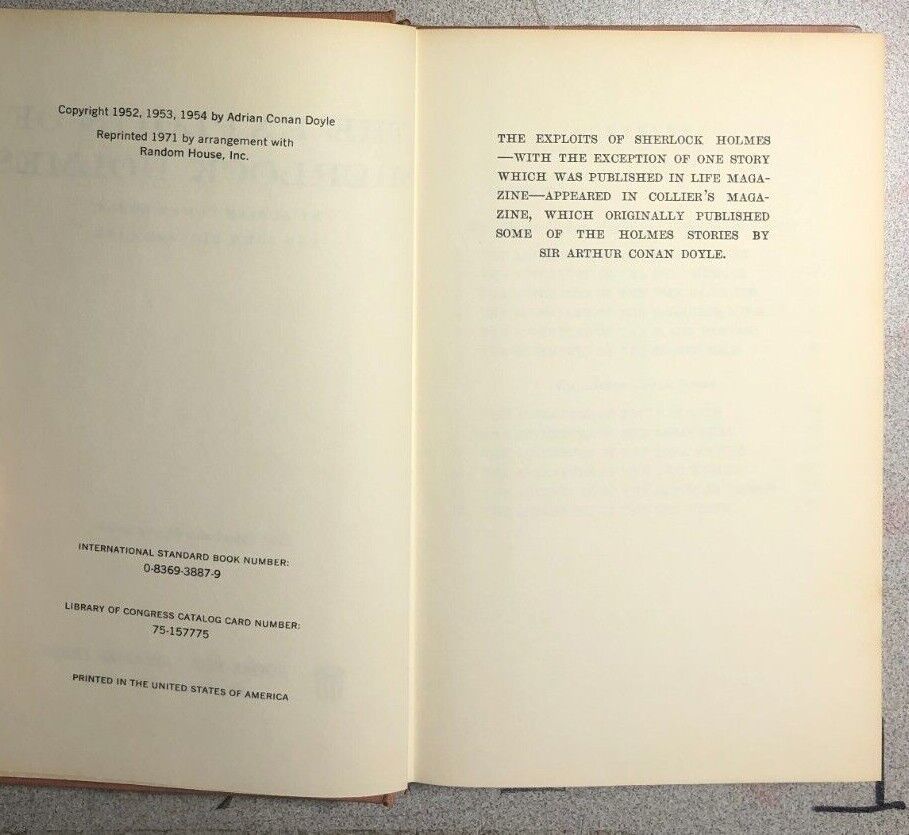 Copyright 1952, 1953, 1954 by Adrian Conan Doyle
Reprinted 1971 by arrangement with
Random House, Inc.
INTERNATIONAL STANDARD BOOK NUMBER:
0-8369-3887-9
LIBRARY OF CONGRESS CATALOG CARD NUMBER:
75-157775
PRINTED IN THE UNITED STATES OF AMERICA
THE EXPLOITS OF SHERLOCK HOLMES
—WITH THE EXCEPTION OF ONE STORY
WHICH WAS PUBLISHED IN LIFE MAGA-
ZINE—APPEARED IN COLLIER'S MAGA-
ZINE, WHICH ORIGINALLY PUBLISHED
SOME OF THE HOLMES STORIES BY
SIR ARTHUR CONAN DOYLE.